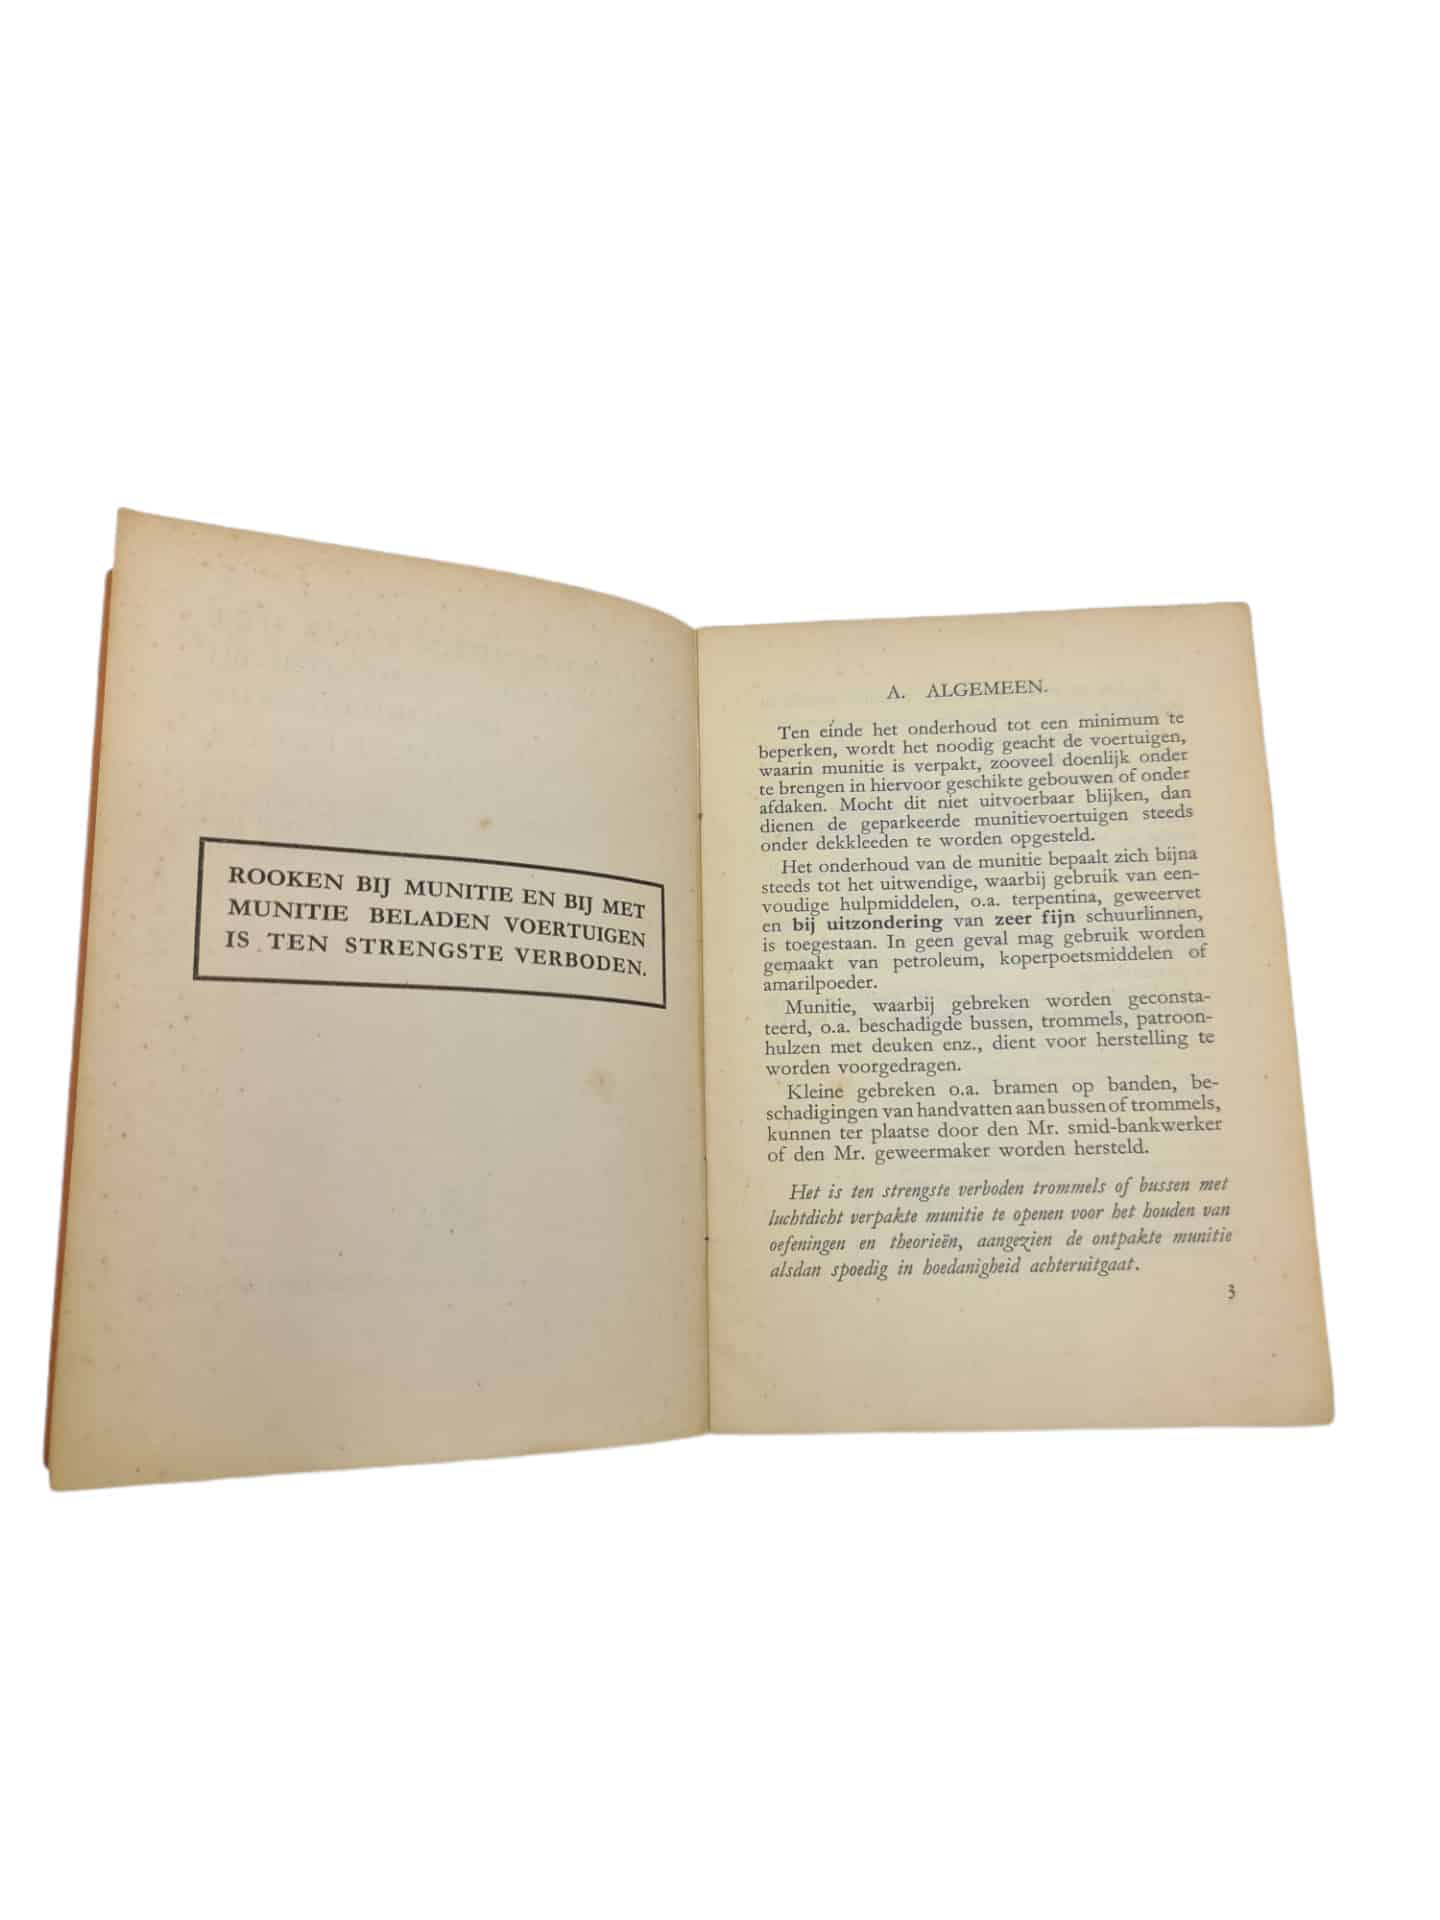 ROOKEN BIJ MUNITIE EN BIJ MET
MUNITIE BELADEN VOERTUIGEN
IS TEN STRENGSTE VERBODEN.
A. ALGEMEEN.
Ten einde het onderhoud tot een minimum te
beperken, wordt het noodig geacht de voertuigen,
waarin munitie is verpakt, zooveel doenlijk onder
te brengen in hiervoor geschikte gebouwen of onder
afdaken. Mocht dit niet uitvoerbaar blijken, dan
dienen de geparkeerde munitievoertuigen steeds
onder dekkleeden te worden opgesteld.
Het onderhoud van de munitie bepaalt zich bijna
steeds tot het uitwendige, waarbij gebruik van een-
voudige hulpmiddelen, o.a. terpentina, geweervet
en bij uitzondering van zeer fijn schuurlinnen,
is toegestaan. In geen geval mag gebruik worden
gemaakt van petroleum, koperpoetsmiddelen of
amarilpoeder.
Munitie, waarbij gebreken worden geconsta-
teerd, o.a. beschadigde bussen, trommels, patroon-
hulzen met deuken enz., dient voor herstelling te
worden voorgedragen.
Kleine gebreken o.a. bramen op banden, be-
schadigingen van handvatten aan bussen of trommels,
kunnen ter plaatse door den Mr. smid-bankwerker
of den Mr. geweermaker worden hersteld.
Het is ten strengste verboden trommels of bussen met
luchtdicht verpakte munitie te openen voor het houden van
oefeningen en theorieën, aangezien de ontpakte munitie
alsdan spoedig in hoedanigheid achteruitgaat.
3